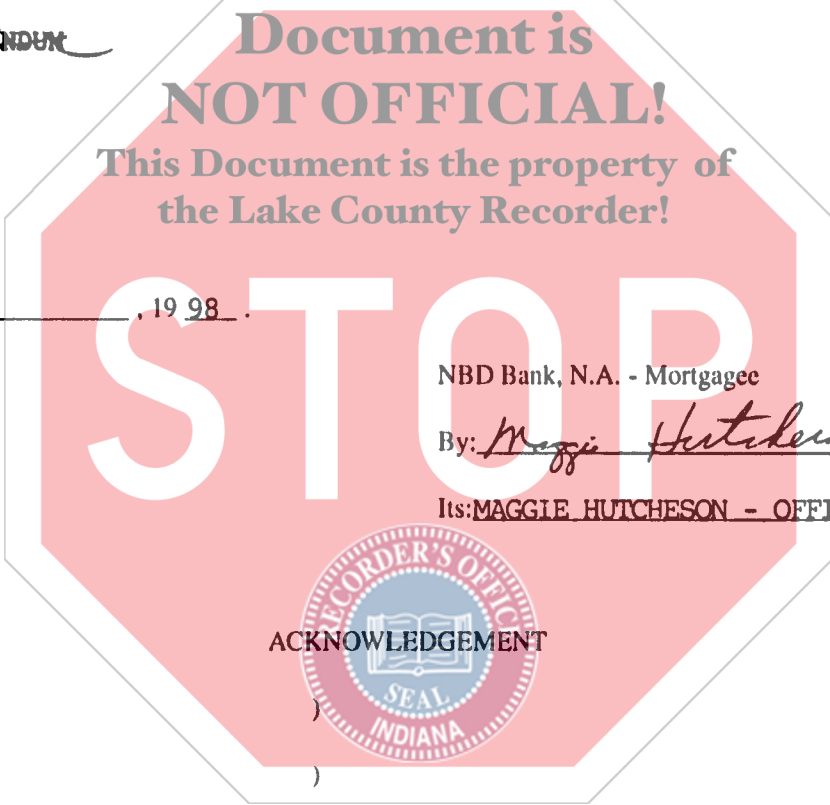 Document is
NOT OFFICIAL!
This Document is the property of
the Lake County Recorder!
, 19 98 .
STOP
NBD Bank, N.A. - Mortgagee
By: Maggie
Its: MAGGIE HUTCHESON -
RECORDER'S OFFICE
ACKNOWLEDGEMENT
SEAL
)
INDIANA
)